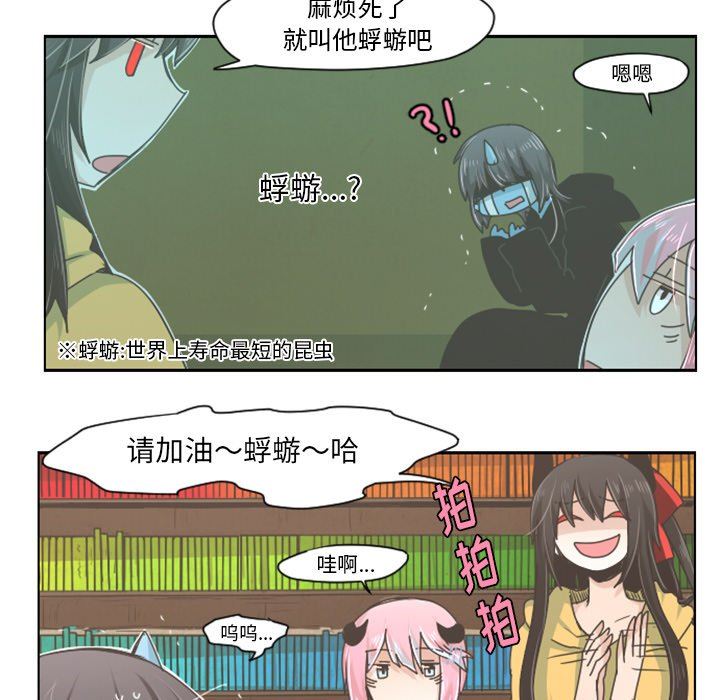 麻烦死了
就叫他蜉蝣吧
嗯嗯
?!
蜉蝣...?
※蜉蝣:世界上寿命最短的昆虫
请加油～蜉蝣～哈
拍
拍
拍
哇啊...
呜呜...